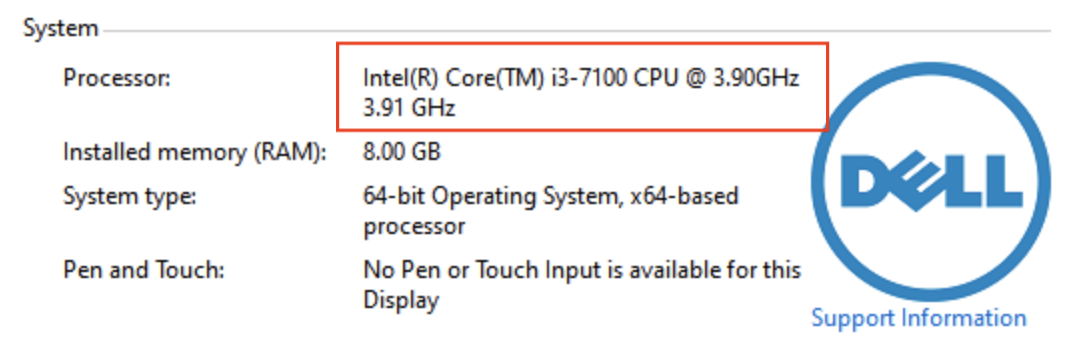 System
Processor: Intel(R) Core(TM) i3-7100 CPU @ 3.90GHz
3.91 GHz
Installed memory (RAM): 8.00 GB
System type: 64-bit Operating System, x64-based
processor
Pen and Touch: No Pen or Touch Input is available for this
Display
DELL
Support Information